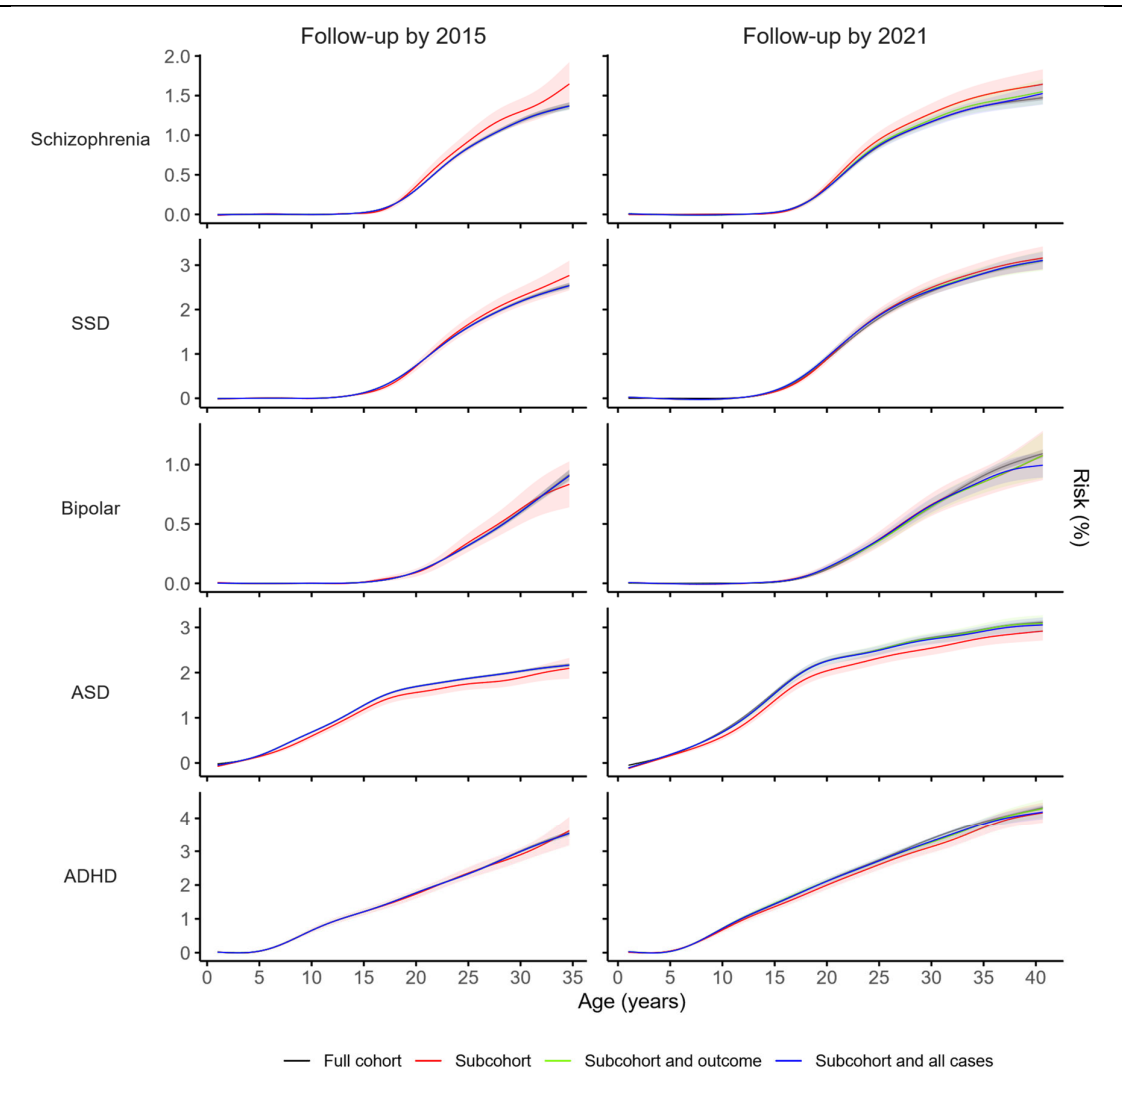 Follow-up by 2015 Follow-up by 2021
Schizophrenia
2.0
1.5
1.0
0.5
0.0
SSD
3
2
1
0
Bipolar
1.0
0.5
0.0
Risk (%)
ASD
3
2
1
0
ADHD
4
3
2
1
0
0 5 10 15 20 25 30 35 0 5 10 15 20 25 30 35 40
Age (years)
Full cohort Subcohort Subcohort and outcome Subcohort and all cases